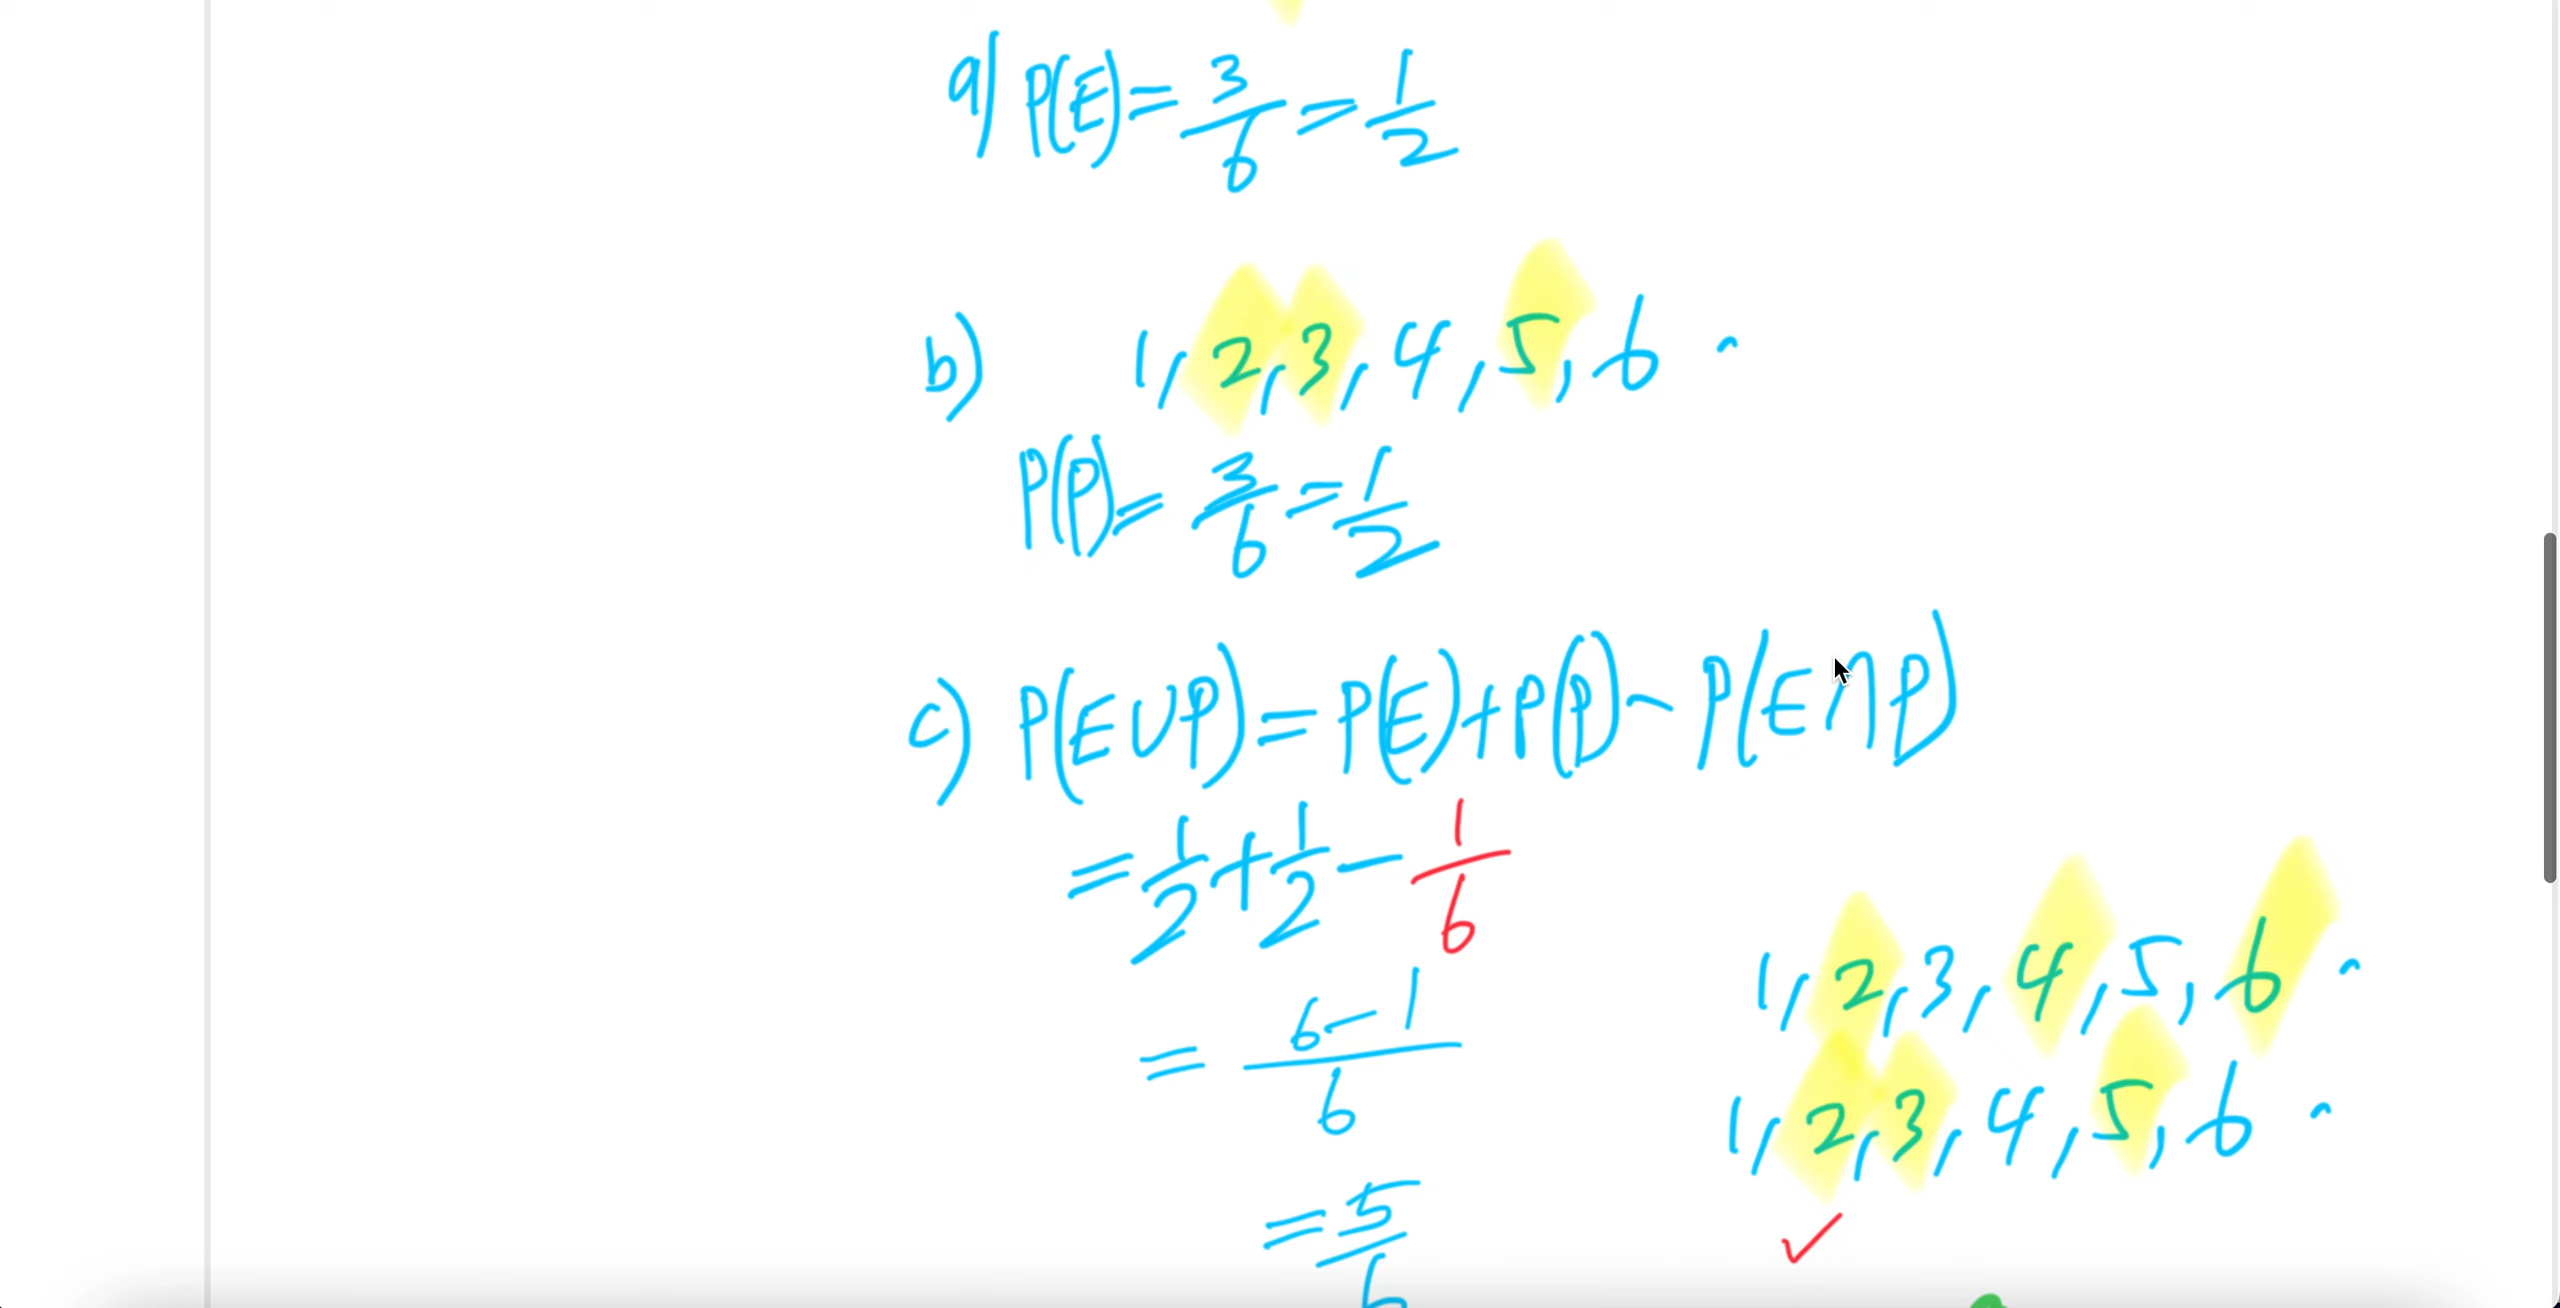 a) P(E) = 3/6 = 1/2
b) 1, 2, 3, 4, 5, 6 .
P(P) = 3/6 = 1/2
c) P(E∪P) = P(E) + P(P) - P(E∩P)
= 1/2 + 1/2 - 1/6
= 6-1/6
= 5/6
1, 2, 3, 4, 5, 6 .
1, 2, 3, 4, 5, 6 .